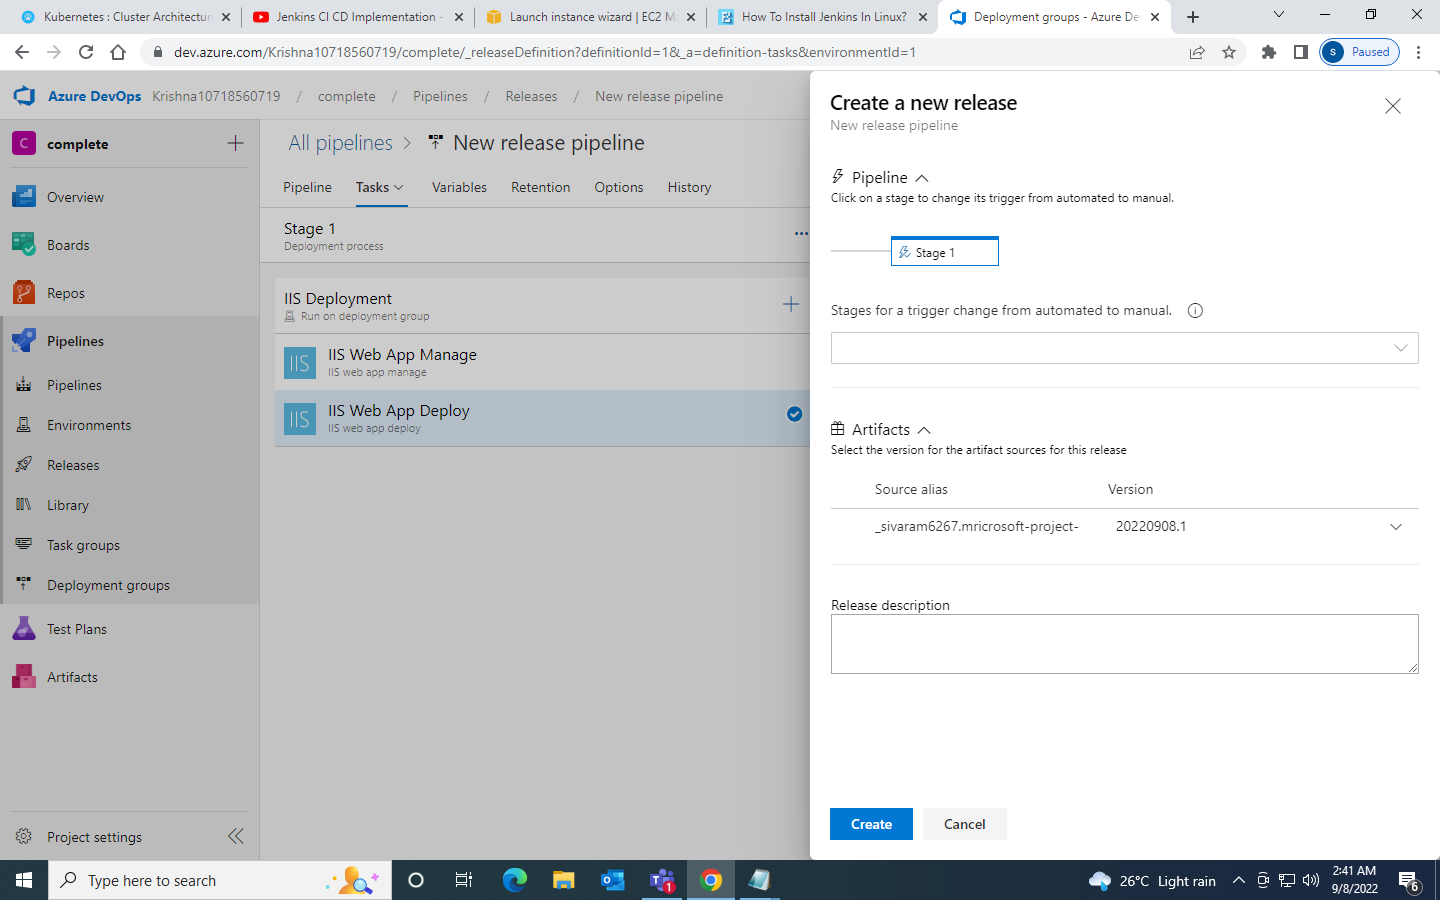 Kubernetes : Cluster Architectur
Jenkins CI CD Implementation -
Launch instance wizard | EC2 M
How To Install Jenkins In Linux?
Deployment groups - Azure De
dev.azure.com/Krishna10718560719/complete/_releaseDefinition?definitionId=1&_a=definition-tasks&environmentId=1
s
Paused
Azure DevOps Krishna10718560719 / complete / Pipelines / Releases / New release pipeline
C complete
Overview
Boards
Repos
Pipelines
Pipelines
Environments
Releases
Library
Task groups
Deployment groups
Test Plans
Artifacts
Project settings
All pipelines > New release pipeline
Pipeline Tasks Variables Retention Options History
Stage 1
Deployment process
IIS Deployment
Run on deployment group
IIS
IIS Web App Manage
IIS web app manage
IIS
IIS Web App Deploy
IIS web app deploy
Create a new release
New release pipeline
Pipeline
Click on a stage to change its trigger from automated to manual.
Stage 1
Stages for a trigger change from automated to manual.
Artifacts
Select the version for the artifact sources for this release
Source alias Version
_sivaram6267.mricrosoft-project- 20220908.1
Release description
Create Cancel
Type here to search
1
26°C Light rain
2:41 AM
9/8/2022
6